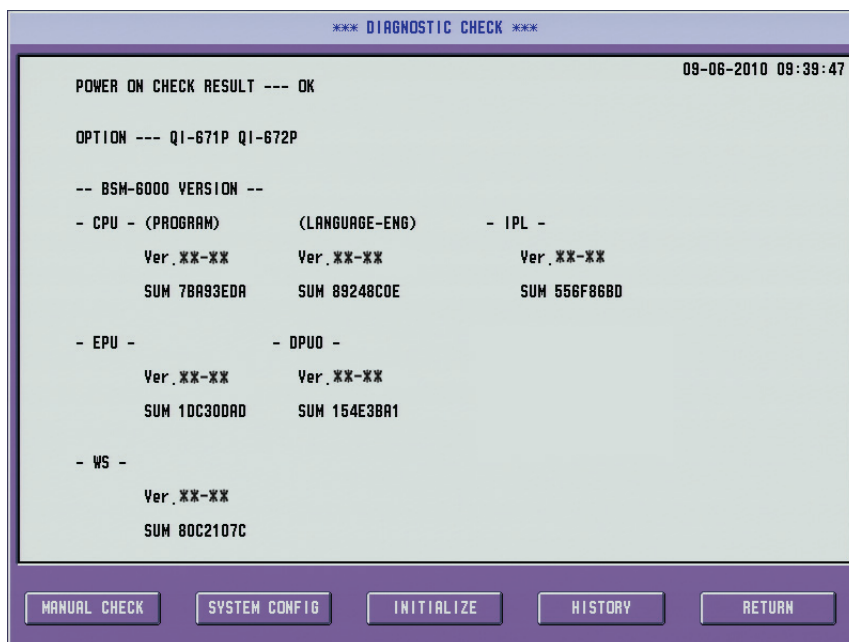 *** DIAGNOSTIC CHECK ***
09-06-2010 09:39:47
POWER ON CHECK RESULT --- OK
OPTION --- QI-671P QI-672P
-- BSM-6000 VERSION --
- CPU - (PROGRAM) (LANGUAGE-ENG) - IPL -
Ver.XX-XX Ver.XX-XX Ver.XX-XX
SUM 7BA93EDA SUM 89248C0E SUM 556F86BD
- EPU - - DPU0 -
Ver.XX-XX Ver.XX-XX
SUM 1DC30DAD SUM 154E3BA1
- WS -
Ver.XX-XX
SUM 80C2107C
MANUAL CHECK SYSTEM CONFIG INITIALIZE HISTORY RETURN